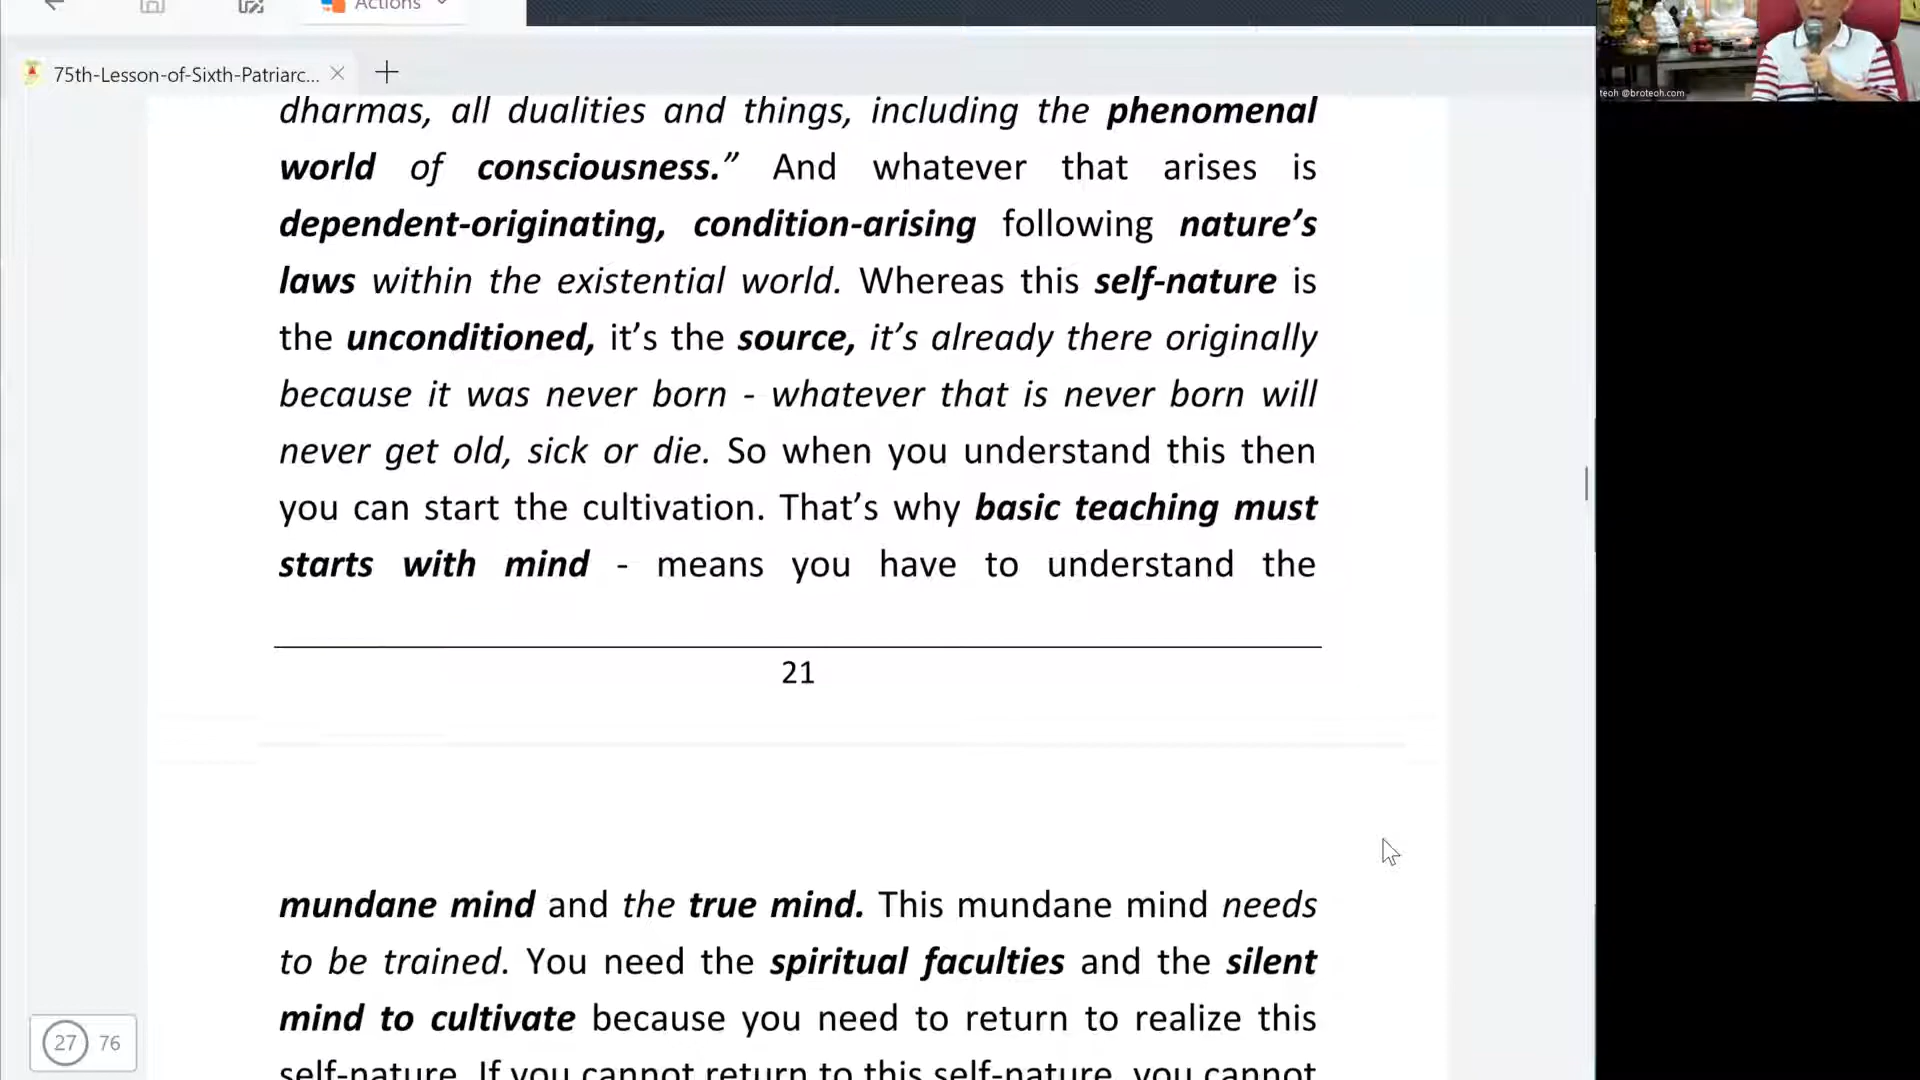 Actions
75th-Lesson-of-Sixth-Patriarc...
teoh @broteoh.com
dharmas, all dualities and things, including the phenomenal
world of consciousness.” And whatever that arises is
dependent-originating, condition-arising following nature’s
laws within the existential world. Whereas this self-nature is
the unconditioned, it’s the source, it’s already there originally
because it was never born - whatever that is never born will
never get old, sick or die. So when you understand this then
you can start the cultivation. That’s why basic teaching must
starts with mind - means you have to understand the
21
mundane mind and the true mind. This mundane mind needs
to be trained. You need the spiritual faculties and the silent
mind to cultivate because you need to return to realize this
self-nature. If you cannot return to this self-nature, you cannot
27 76